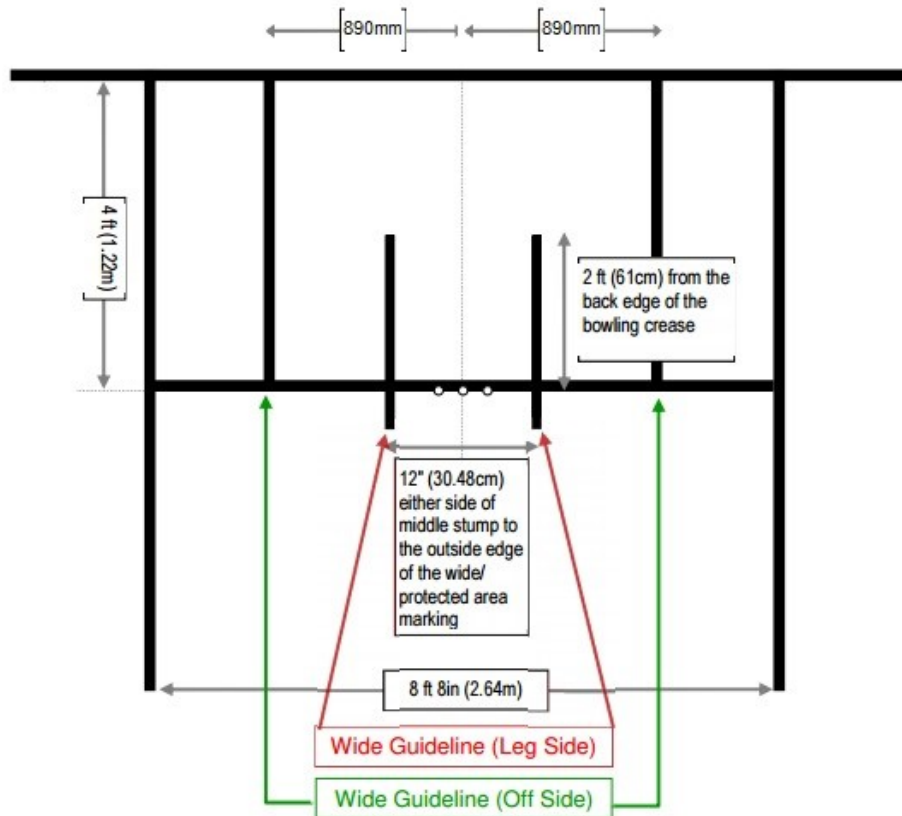 890mm
890mm
4 ft (1.22m)
2 ft (61cm) from the
back edge of the
bowling crease
12" (30.48cm)
either side of
middle stump to
the outside edge
of the wide/
protected area
marking
8 ft 8in (2.64m)
Wide Guideline (Leg Side)
Wide Guideline (Off Side)